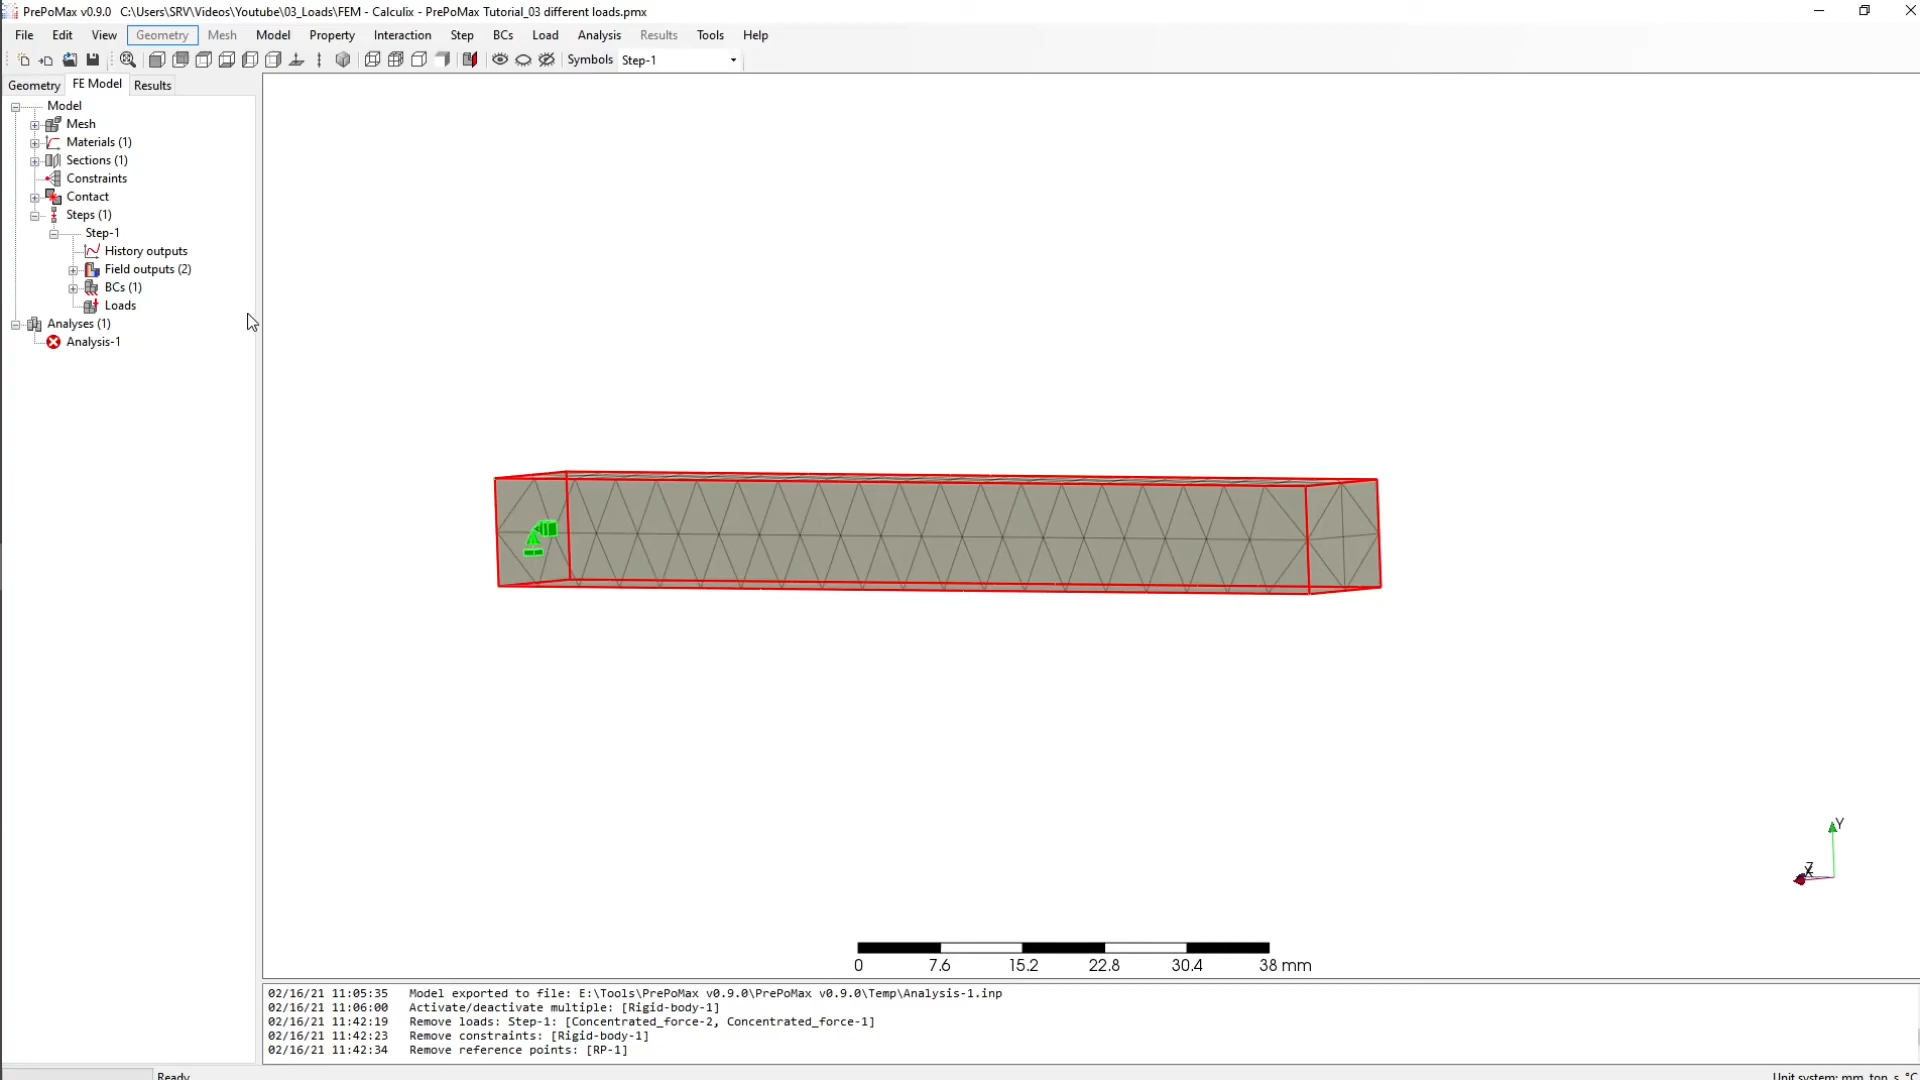 PrePoMax v0.9.0   C:\Users\SRV\Videos\Youtube\03_Loads\FEM - Calculix - PrePoMax Tutorial_03 different loads.pmx
File Edit View Geometry Mesh Model Property Interaction Step BCs Load Analysis Results Tools Help
Symbols Step-1
Geometry FE Model Results
Model
Mesh
Materials (1)
Sections (1)
Constraints
Contact
Steps (1)
Step-1
History outputs
Field outputs (2)
BCs (1)
Loads
Analyses (1)
Analysis-1
Y
Z
X
0 7.6 15.2 22.8 30.4 38 mm
02/16/21 11:05:35   Model exported to file: E:\Tools\PrePoMax v0.9.0\PrePoMax v0.9.0\Temp\Analysis-1.inp
02/16/21 11:06:00   Activate/deactivate multiple: [Rigid-body-1]
02/16/21 11:42:19   Remove loads: Step-1: [Concentrated_force-2, Concentrated_force-1]
02/16/21 11:42:23   Remove constraints: [Rigid-body-1]
02/16/21 11:42:34   Remove reference points: [RP-1]
Ready
Unit system: mm, ton, s, °C